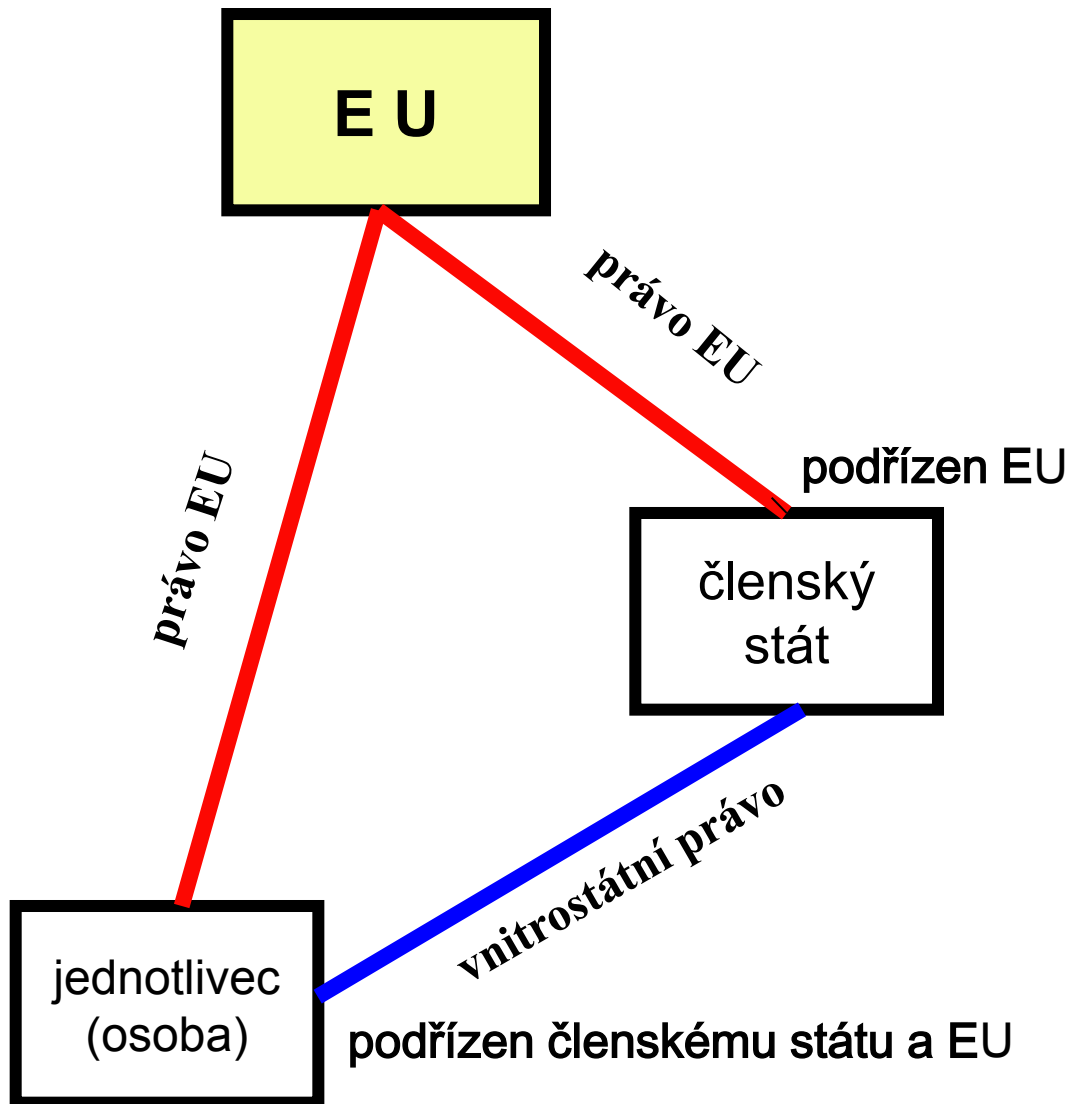 E U
právo EU
podřízen EU
členský
stát
právo EU
vnitrostátní právo
jednotlivec
(osoba)
podřízen členskému státu a EU